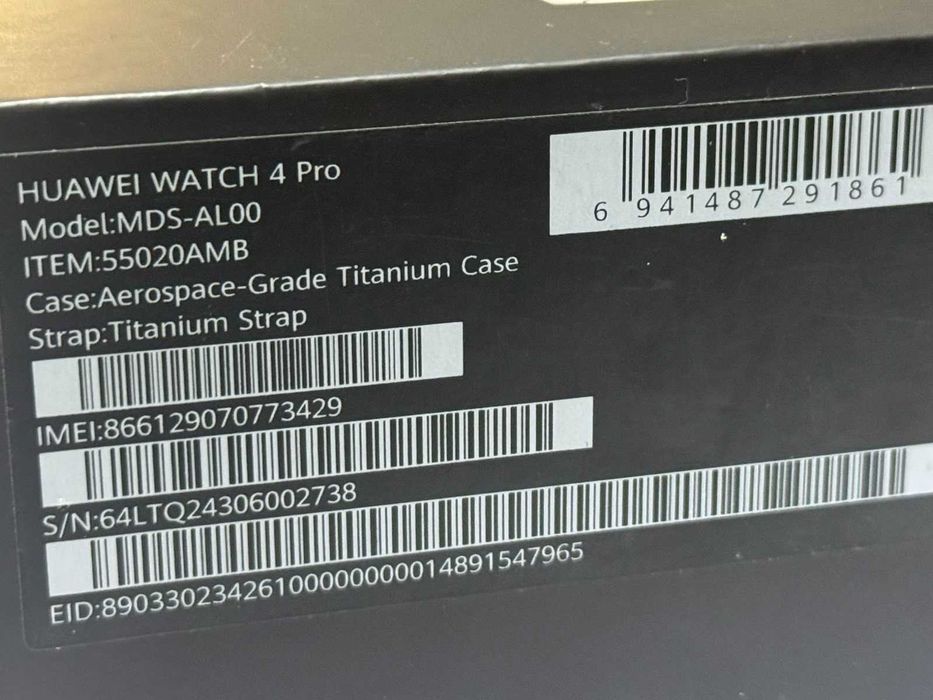 HUAWEI WATCH 4 Pro
Model:MDS-AL00
ITEM:55020AMB
Case:Aerospace-Grade Titanium Case
Strap:Titanium Strap
6 941487 291861
IMEI:866129070773429
S/N:64LTQ24306002738
EID:89033023426100000000014891547965